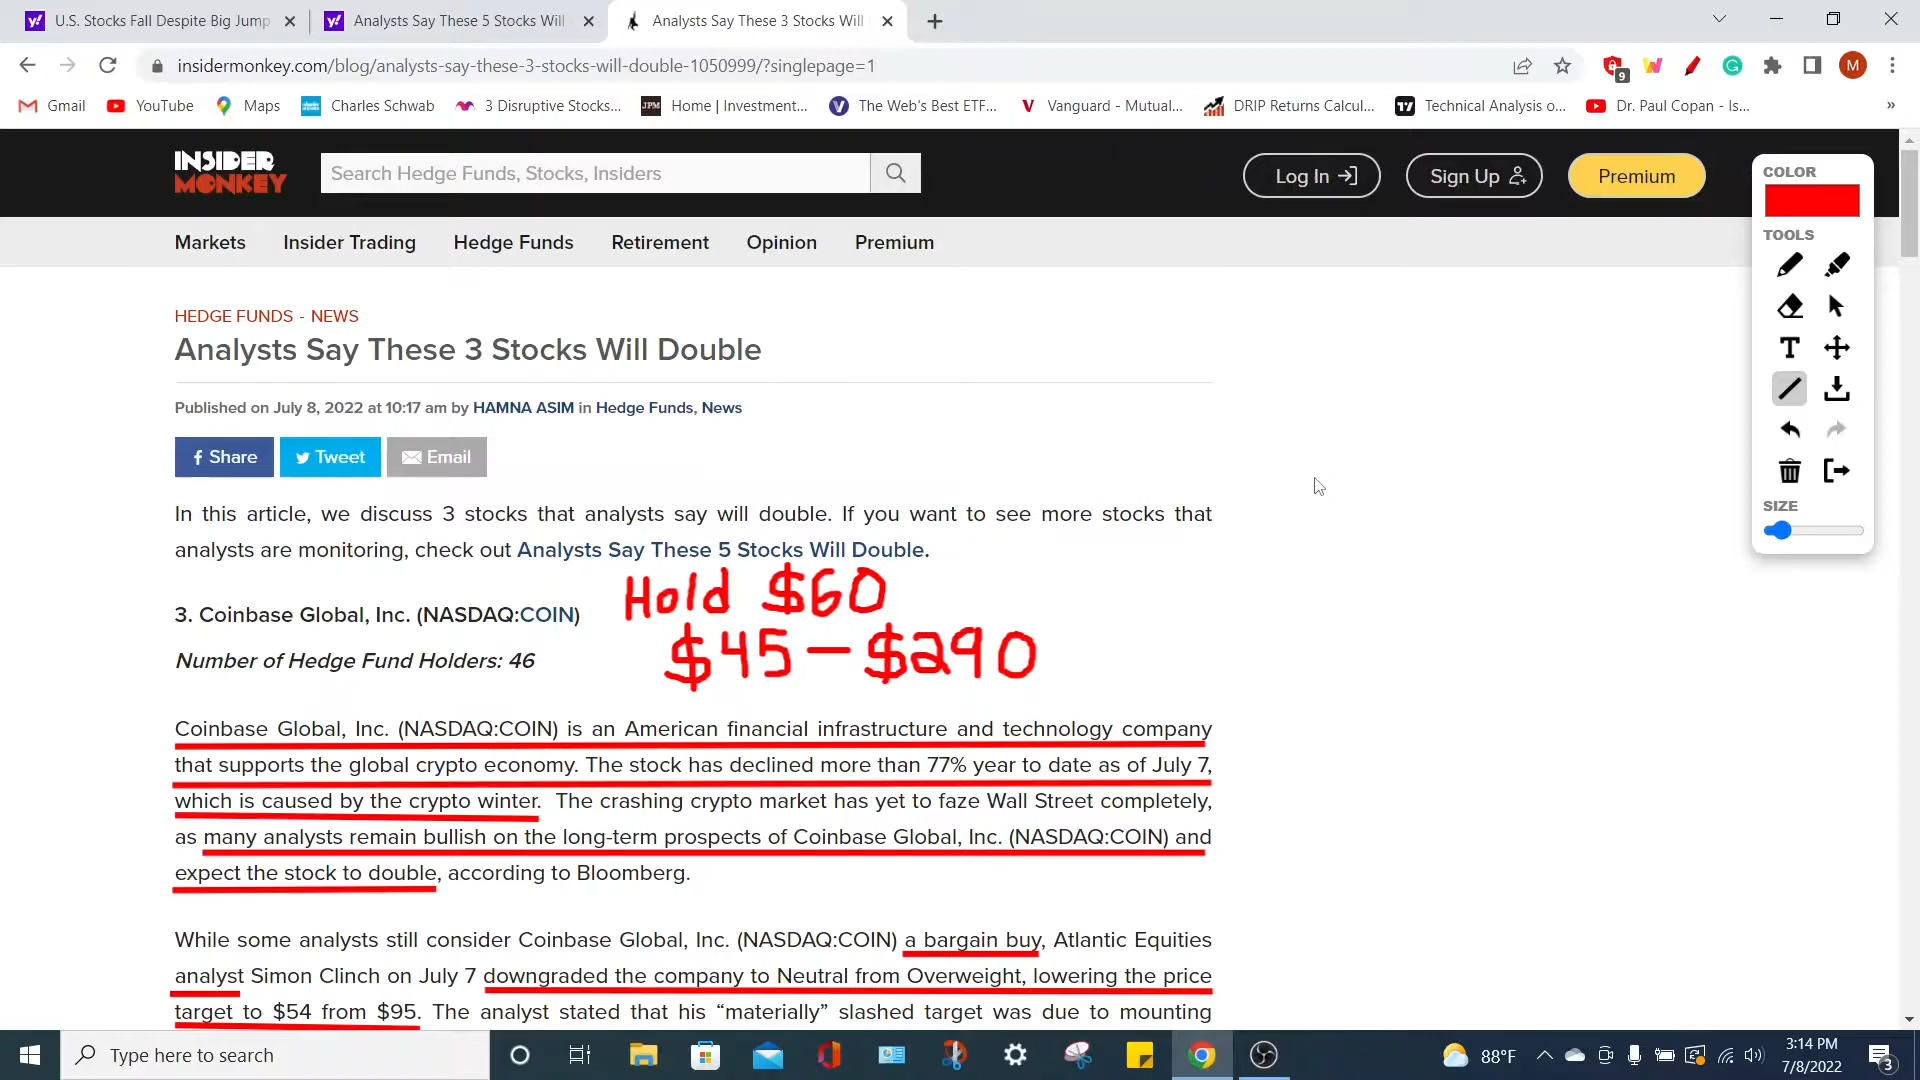 U.S. Stocks Fall Despite Big Jump
Analysts Say These 5 Stocks Will
Analysts Say These 3 Stocks Will
insidermonkey.com/blog/analysts-say-these-3-stocks-will-double-1050999/?singlepage=1
9
M
Gmail
YouTube
Maps
Charles Schwab
3 Disruptive Stocks...
JPM
Home | Investment...
The Web's Best ETF...
Vanguard - Mutual...
DRIP Returns Calcul...
Technical Analysis o...
Dr. Paul Copan - Is...
»
INSIDER
MONKEY
Search Hedge Funds, Stocks, Insiders
Log In
Sign Up
Premium
COLOR
TOOLS
SIZE
Markets Insider Trading Hedge Funds Retirement Opinion Premium
HEDGE FUNDS - NEWS
Analysts Say These 3 Stocks Will Double
Published on July 8, 2022 at 10:17 am by HAMNA ASIM in Hedge Funds, News
Share
Tweet
Email
In this article, we discuss 3 stocks that analysts say will double. If you want to see more stocks that
analysts are monitoring, check out Analysts Say These 5 Stocks Will Double.
Hold $60
3. Coinbase Global, Inc. (NASDAQ:COIN)
$45 – $290
Number of Hedge Fund Holders: 46
Coinbase Global, Inc. (NASDAQ:COIN) is an American financial infrastructure and technology company
that supports the global crypto economy. The stock has declined more than 77% year to date as of July 7,
which is caused by the crypto winter. The crashing crypto market has yet to faze Wall Street completely,
as many analysts remain bullish on the long-term prospects of Coinbase Global, Inc. (NASDAQ:COIN) and
expect the stock to double, according to Bloomberg.
While some analysts still consider Coinbase Global, Inc. (NASDAQ:COIN) a bargain buy, Atlantic Equities
analyst Simon Clinch on July 7 downgraded the company to Neutral from Overweight, lowering the price
target to $54 from $95. The analyst stated that his “materially” slashed target was due to mounting
Type here to search
88°F
3:14 PM
7/8/2022
3